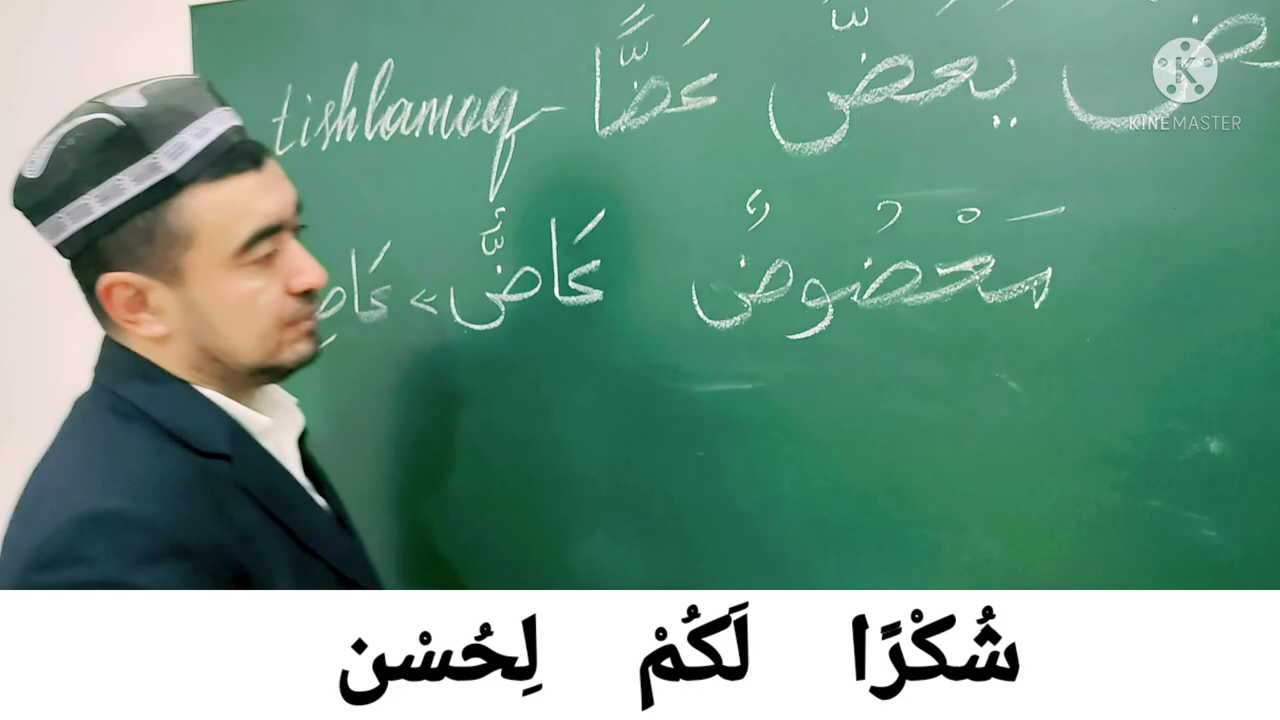 يَعَضُّ عَضًّا - tishlamoq
مَعْضُوضٌ عَاضٌّ >
KINEMASTER
شُكْرًا لَكُمْ لِحُسْن